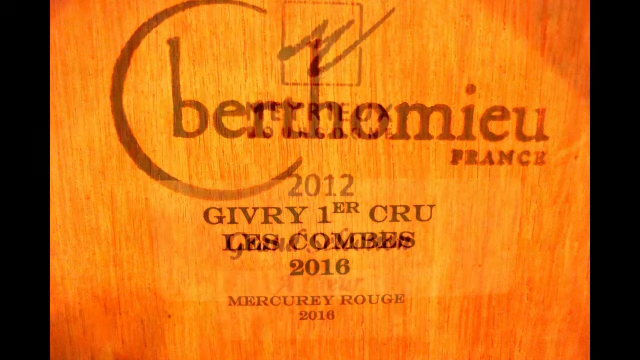 berthomieu
FRANCE
2012
GIVRY 1ER CRU
LES COMBES
2016
MERCUREY ROUGE
2016